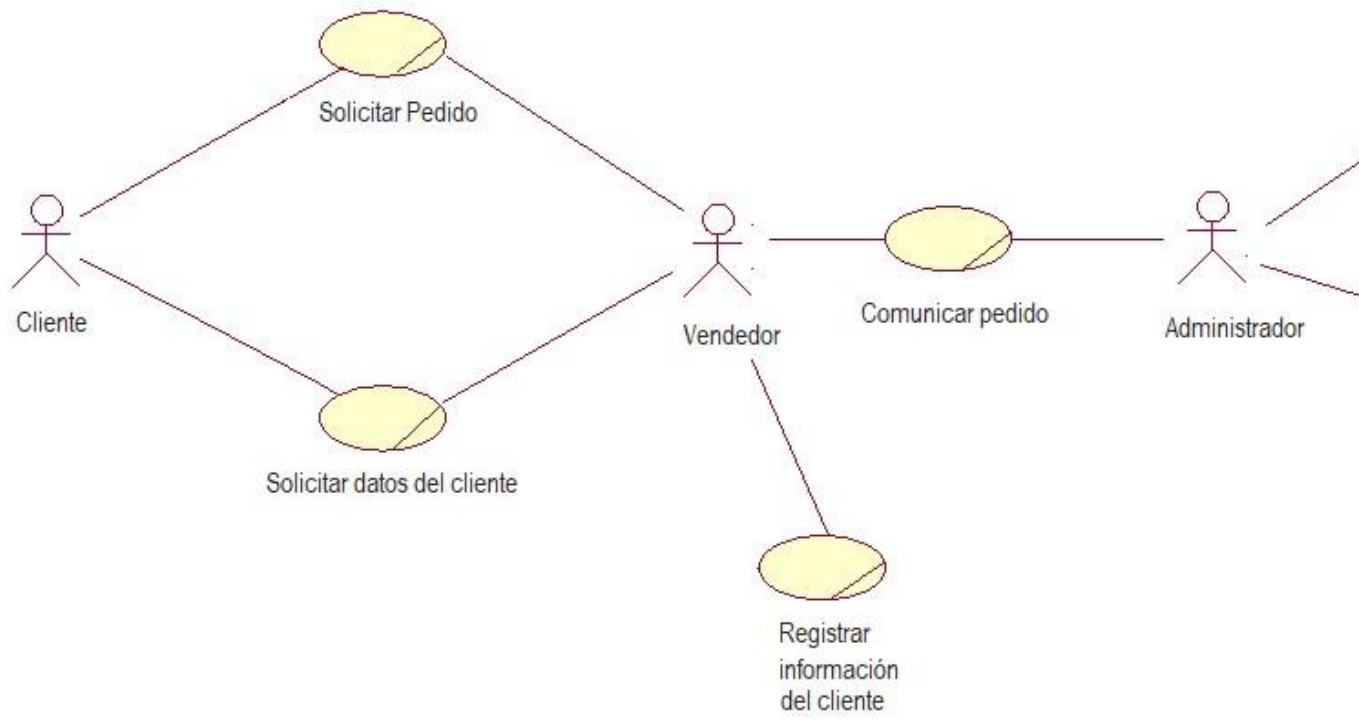 Solicitar Pedido
Cliente
Vendedor
Comunicar pedido
Administrador
Solicitar datos del cliente
Registrar
información
del cliente